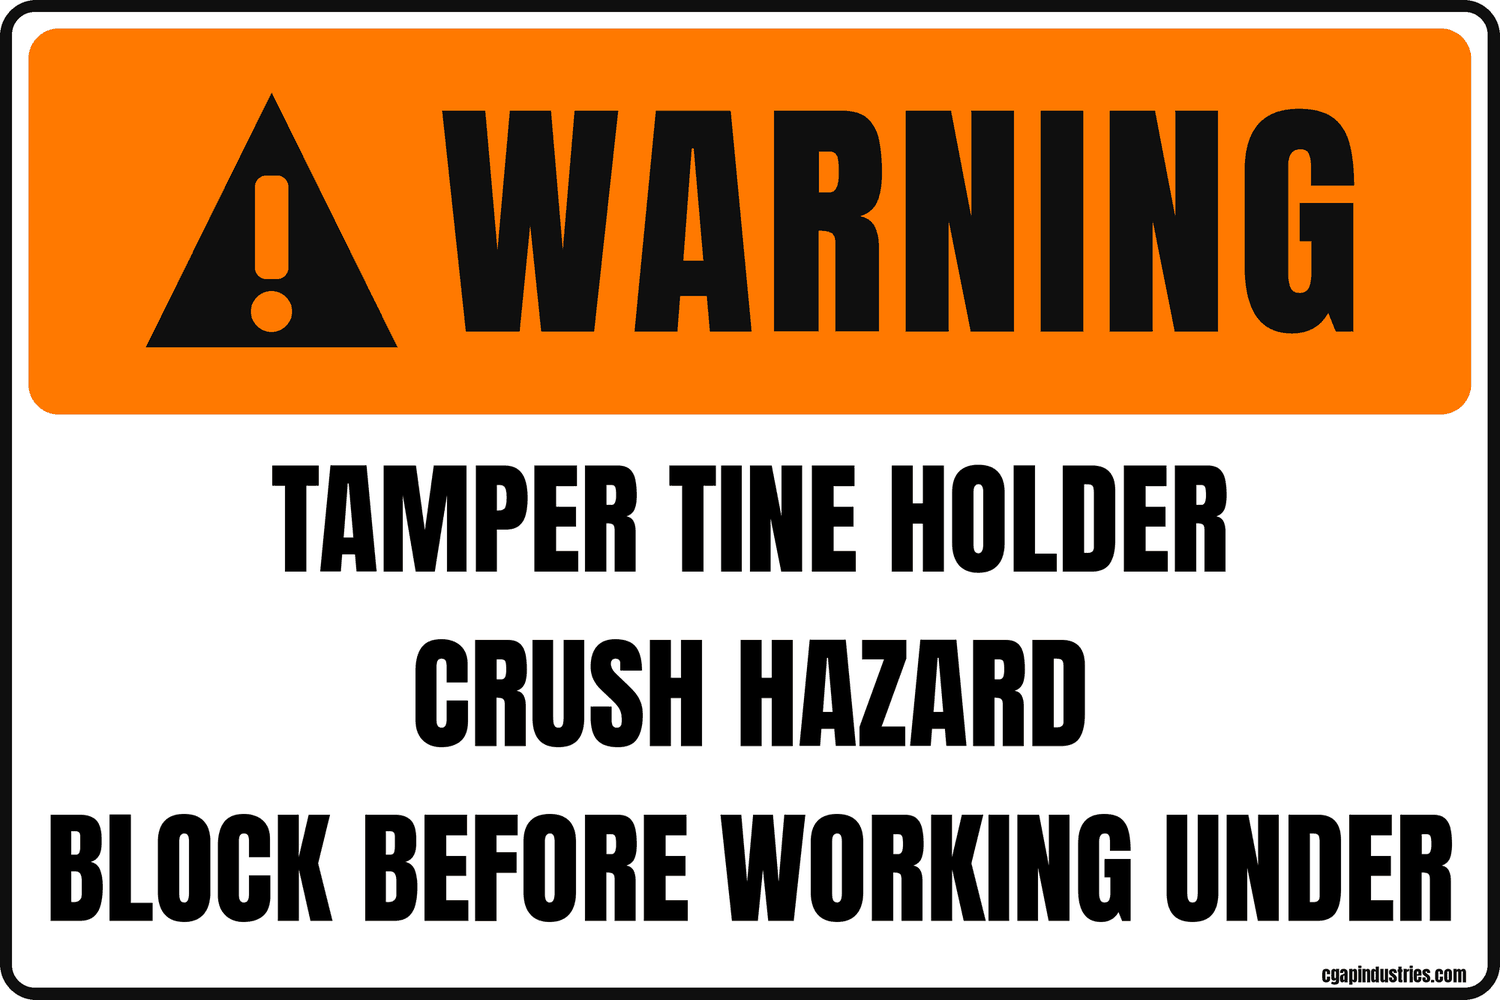 WARNING
TAMPER TINE HOLDER
CRUSH HAZARD
BLOCK BEFORE WORKING UNDER
cgapindustries.com